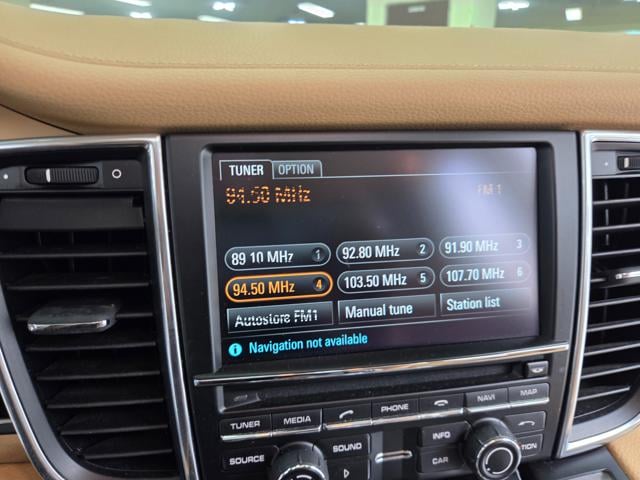 TUNER OPTION
94.50 MHz FM 1
89.10 MHz 1 92.80 MHz 2 91.90 MHz 3
94.50 MHz 4 103.50 MHz 5 107.70 MHz 6
Autostore FM1 Manual tune Station list
i Navigation not available
TUNER MEDIA PHONE NAVI MAP
SOURCE SOUND INFO
CAR